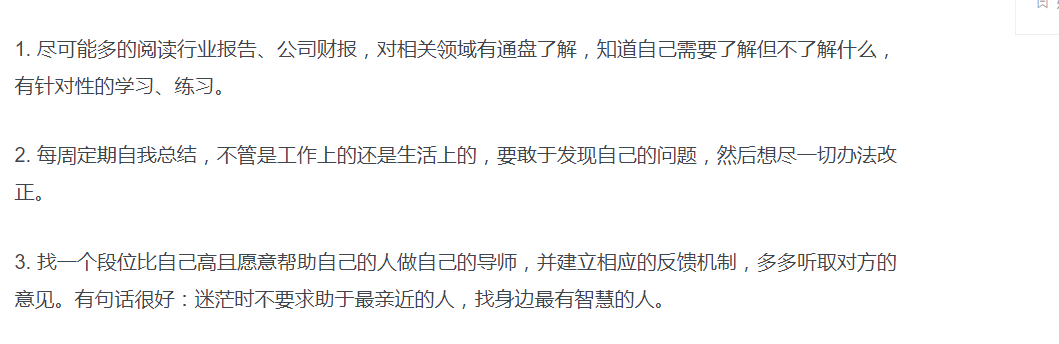 1. 尽可能多的阅读行业报告、公司财报，对相关领域有通盘了解，知道自己需要了解但不了解什么，
有针对性的学习、练习。
2. 每周定期自我总结，不管是工作上的还是生活上的，要敢于发现自己的问题，然后想尽一切办法改
正。
3. 找一个段位比自己高且愿意帮助自己的人做自己的导师，并建立相应的反馈机制，多多听取对方的
意见。有句话很好：迷茫时不要求助于最亲近的人，找身边最有智慧的人。